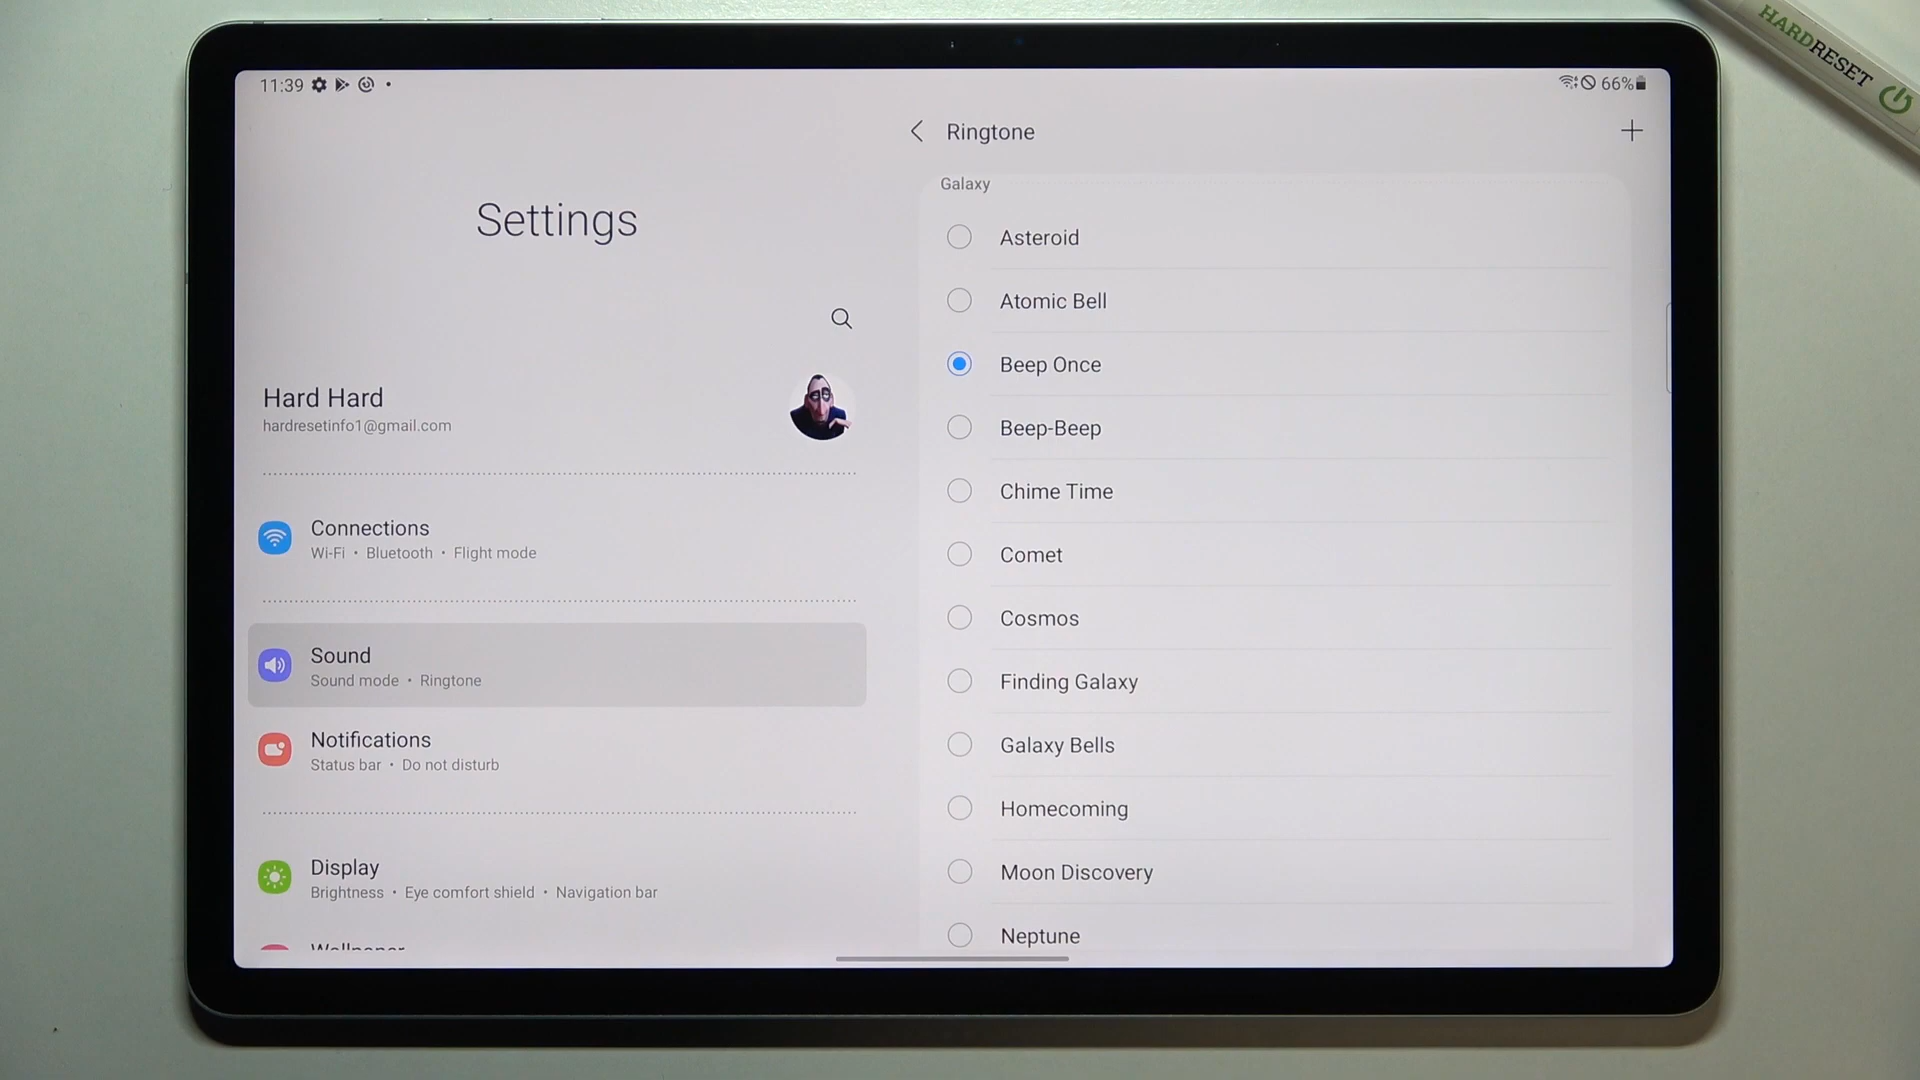 HARDRESET
11:39
66%
Settings
Hard Hard
hardresetinfo1@gmail.com
Connections
Wi-Fi • Bluetooth • Flight mode
Sound
Sound mode • Ringtone
Notifications
Status bar • Do not disturb
Display
Brightness • Eye comfort shield • Navigation bar
Wallpaper
Ringtone
Galaxy
Asteroid
Atomic Bell
Beep Once
Beep-Beep
Chime Time
Comet
Cosmos
Finding Galaxy
Galaxy Bells
Homecoming
Moon Discovery
Neptune